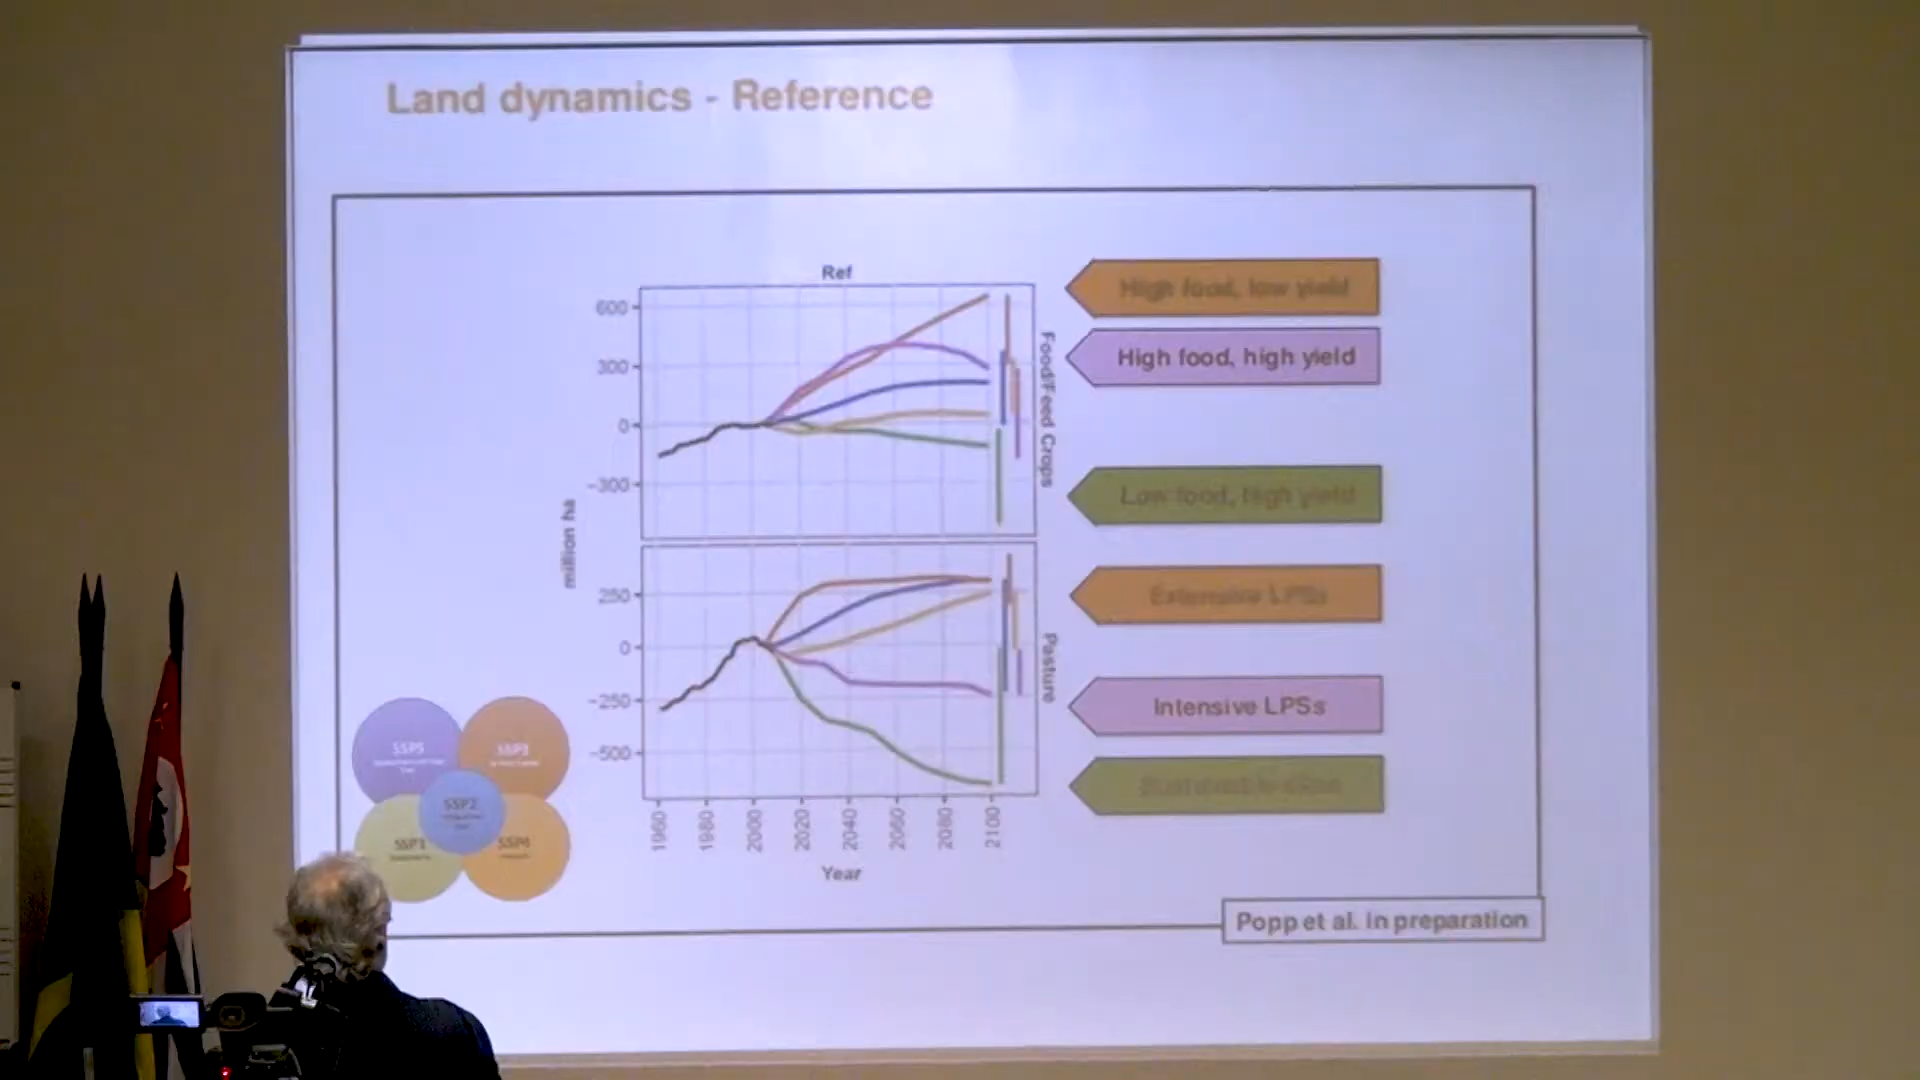 Land dynamics - Reference
Ref
600
300
0
−300
Food/Feed Crops
million ha
250
0
−250
−500
Pasture
1960
1980
2000
2020
2040
2060
2080
2100
Year
High food, low yield
High food, high yield
Low food, high yield
Extensive LPSs
Intensive LPSs
SSP5
SSP3
SSP2
SSP1
SSP4
Popp et al. in preparation